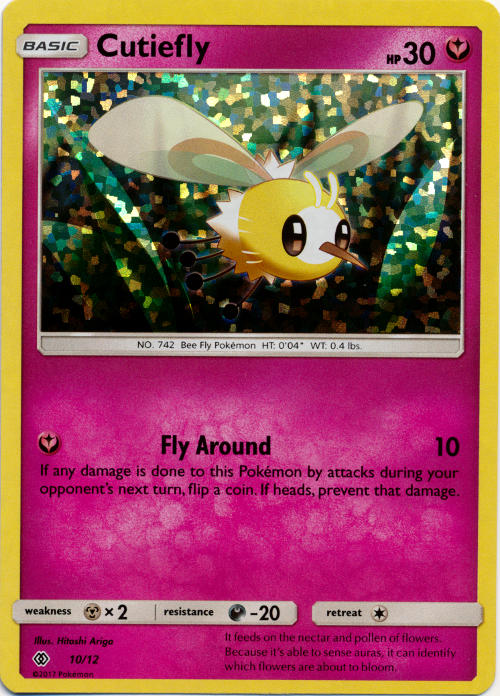 BASIC Cutiefly HP 30
NO. 742 Bee Fly Pokémon HT: 0'04" WT: 0.4 lbs.
Fly Around 10
If any damage is done to this Pokémon by attacks during your
opponent's next turn, flip a coin. If heads, prevent that damage.
weakness ×2 resistance -20 retreat
Illus. Hitoshi Ariga
10/12
©2017 Pokémon
It feeds on the nectar and pollen of flowers.
Because it's able to sense auras, it can identify
which flowers are about to bloom.